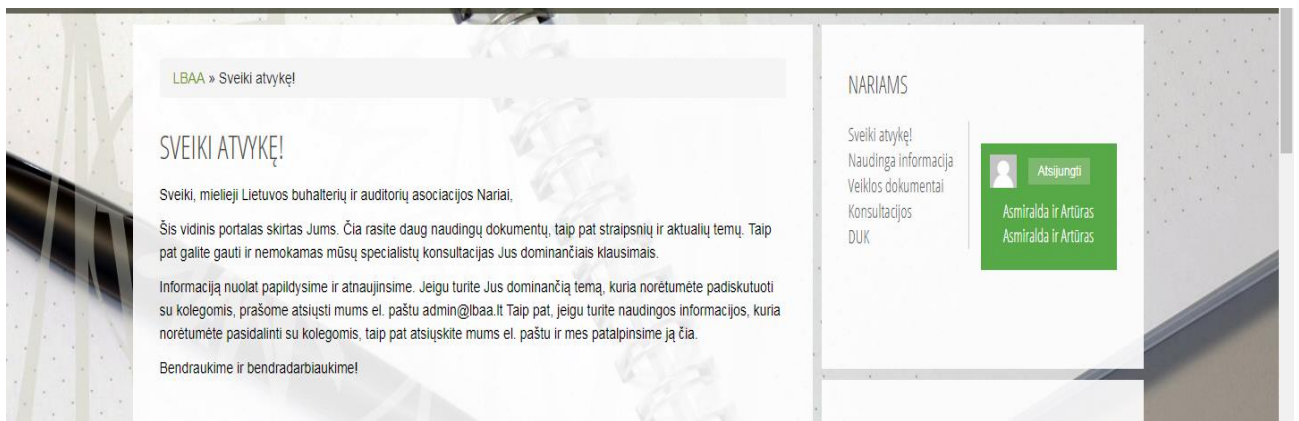 LBAA » Sveiki atvykę!
SVEIKI ATVYKĘ!
Sveiki, mielieji Lietuvos buhalterių ir auditorių asociacijos Nariai,
Šis vidinis portalas skirtas Jums. Čia rasite daug naudingų dokumentų, taip pat straipsnių ir aktualių temų. Taip
pat galite gauti ir nemokamas mūsų specialistų konsultacijas Jus dominančiais klausimais.
Informaciją nuolat papildysime ir atnaujinsime. Jeigu turite Jus dominančią temą, kuria norėtumėte padiskutuoti
su kolegomis, prašome atsiųsti mums el. paštu admin@lbaa.lt Taip pat, jeigu turite naudingos informacijos, kuria
norėtumėte pasidalinti su kolegomis, taip pat atsiųskite mums el. paštu ir mes patalpinsime ją čia.
Bendraukime ir bendradarbiaukime!
NARIAMS
Sveiki atvykę!
Naudinga informacija
Veiklos dokumentai
Konsultacijos
DUK
Atsijungti
Asmiralda ir Artūras
Asmiralda ir Artūras